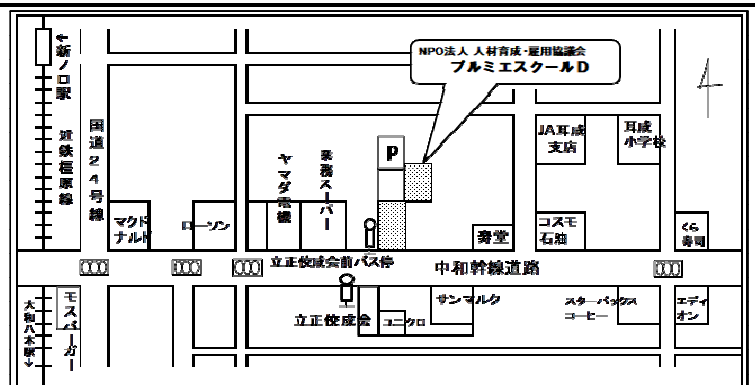 ←新ノ口駅
近鉄橿原線
国道24号線
NPO法人 人材育成・雇用協議会
プルミエスクールD
P
JA耳成
支店
耳成
小学校
ヤマダ電機
業務スーパー
マクド
ナルド
ローソン
寿堂
コスモ
石油
くら
寿司
立正佼成会前バス停
中和幹線道路
大和八木駅↓
モスバーガー
立正佼成会
ユニクロ
サンマルク
スターバックス
コーヒー
エディ
オン